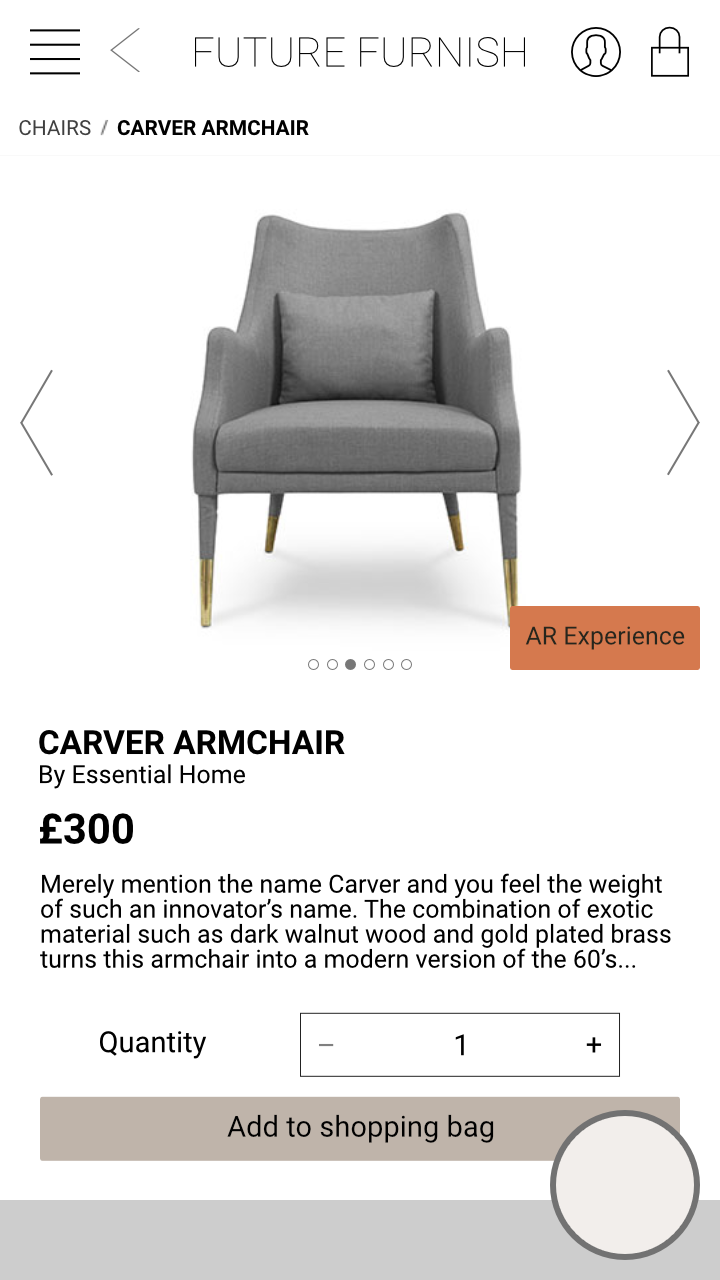 FUTURE FURNISH
CHAIRS / CARVER ARMCHAIR
AR Experience
CARVER ARMCHAIR
By Essential Home
£300
Merely mention the name Carver and you feel the weight
of such an innovator’s name. The combination of exotic
material such as dark walnut wood and gold plated brass
turns this armchair into a modern version of the 60’s...
Quantity − 1 +
Add to shopping bag